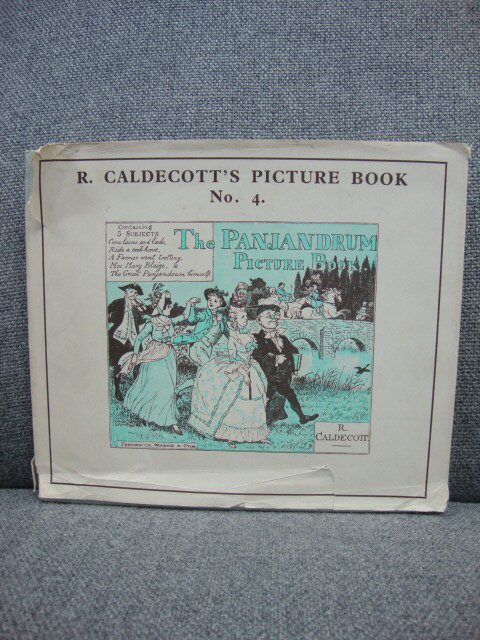 R. CALDECOTT'S PICTURE BOOK
No. 4.
Containing
5 SUBJECTS
Come lasses and lads,
Ride a cock-horse,
A Farmer went trotting,
Mrs. Mary Blaize, &
The Great Panjandrum himself.
The PANJANDRUM
PICTURE BOOK
R.
CALDECOTT
FREDERICK WARNE & Co.